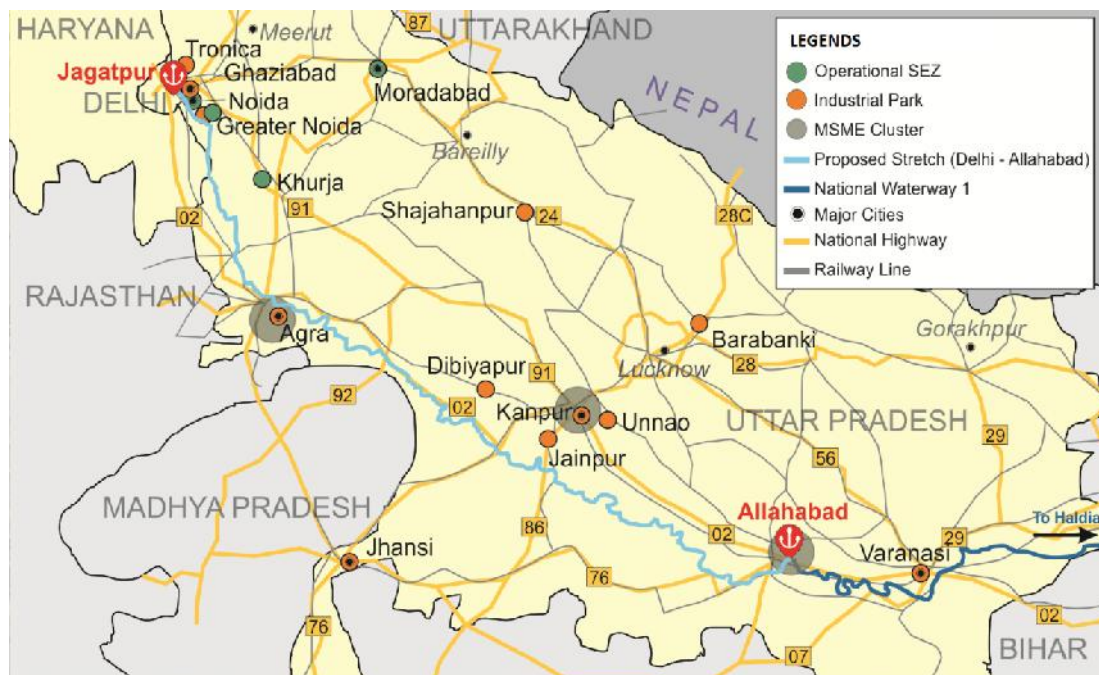 HARYANA
Meerut
87
UTTARAKHAND
Tronica
Jagatpur
Ghaziabad
DELHI
Noida
Greater Noida
Moradabad
NEPAL
Bareilly
Khurja
02
91
Shajahanpur
24
28C
LEGENDS
Operational SEZ
Industrial Park
MSME Cluster
Proposed Stretch (Delhi - Allahabad)
National Waterway 1
Major Cities
National Highway
Railway Line
RAJASTHAN
Agra
Barabanki
Gorakhpur
Lucknow
28
Dibiyapur
91
92
02
Kanpur
Unnao
UTTAR PRADESH
Jainpur
29
56
MADHYA PRADESH
Allahabad
To Haldia
86
02
29
Jhansi
Varanasi
76
76
02
07
BIHAR